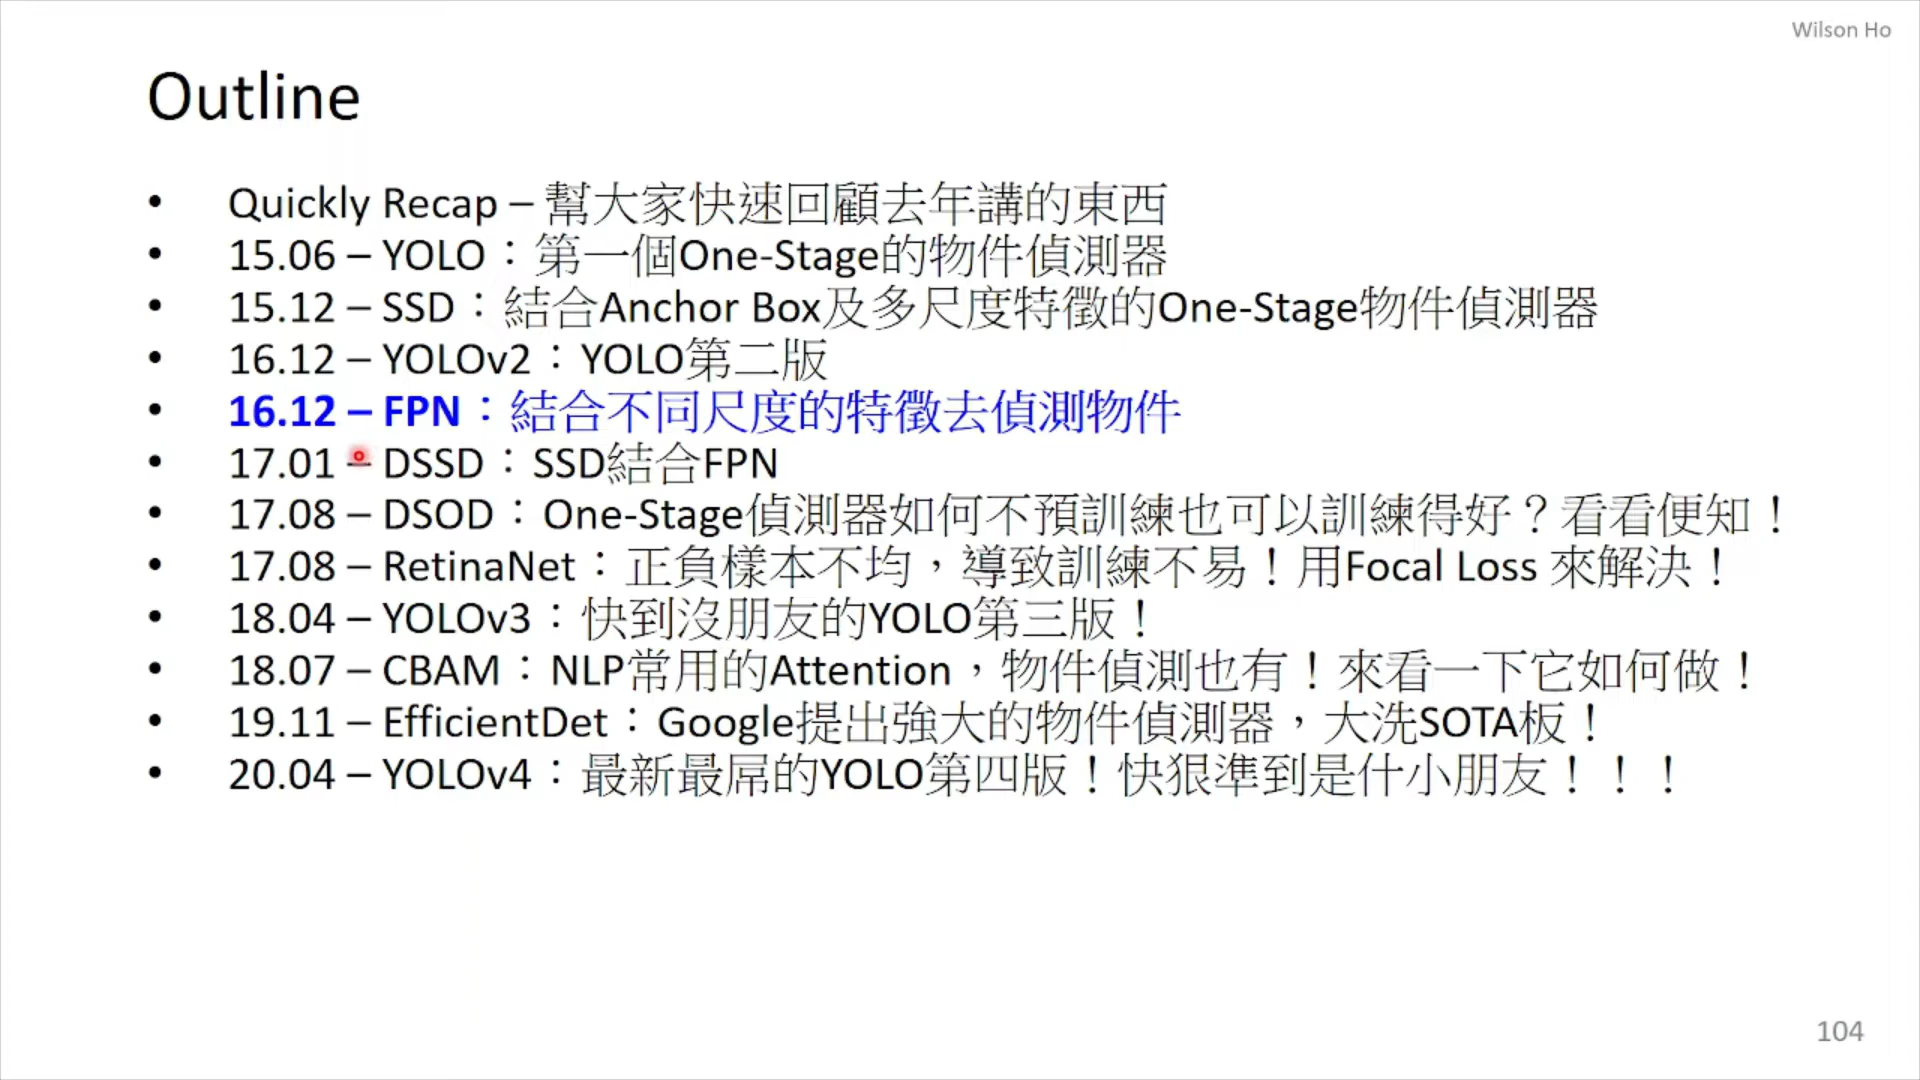 Wilson Ho
Outline
• Quickly Recap – 幫大家快速回顧去年講的東西
• 15.06 – YOLO：第一個One-Stage的物件偵測器
• 15.12 – SSD：結合Anchor Box及多尺度特徵的One-Stage物件偵測器
• 16.12 – YOLOv2：YOLO第二版
• 16.12 – FPN：結合不同尺度的特徵去偵測物件
• 17.01 – DSSD：SSD結合FPN
• 17.08 – DSOD：One-Stage偵測器如何不預訓練也可以訓練得好？看看便知！
• 17.08 – RetinaNet：正負樣本不均，導致訓練不易！用Focal Loss 來解決！
• 18.04 – YOLOv3：快到沒朋友的YOLO第三版！
• 18.07 – CBAM：NLP常用的Attention，物件偵測也有！來看一下它如何做！
• 19.11 – EfficientDet：Google提出強大的物件偵測器，大洗SOTA板！
• 20.04 – YOLOv4：最新最屌的YOLO第四版！快狠準到是什小朋友！！！
104